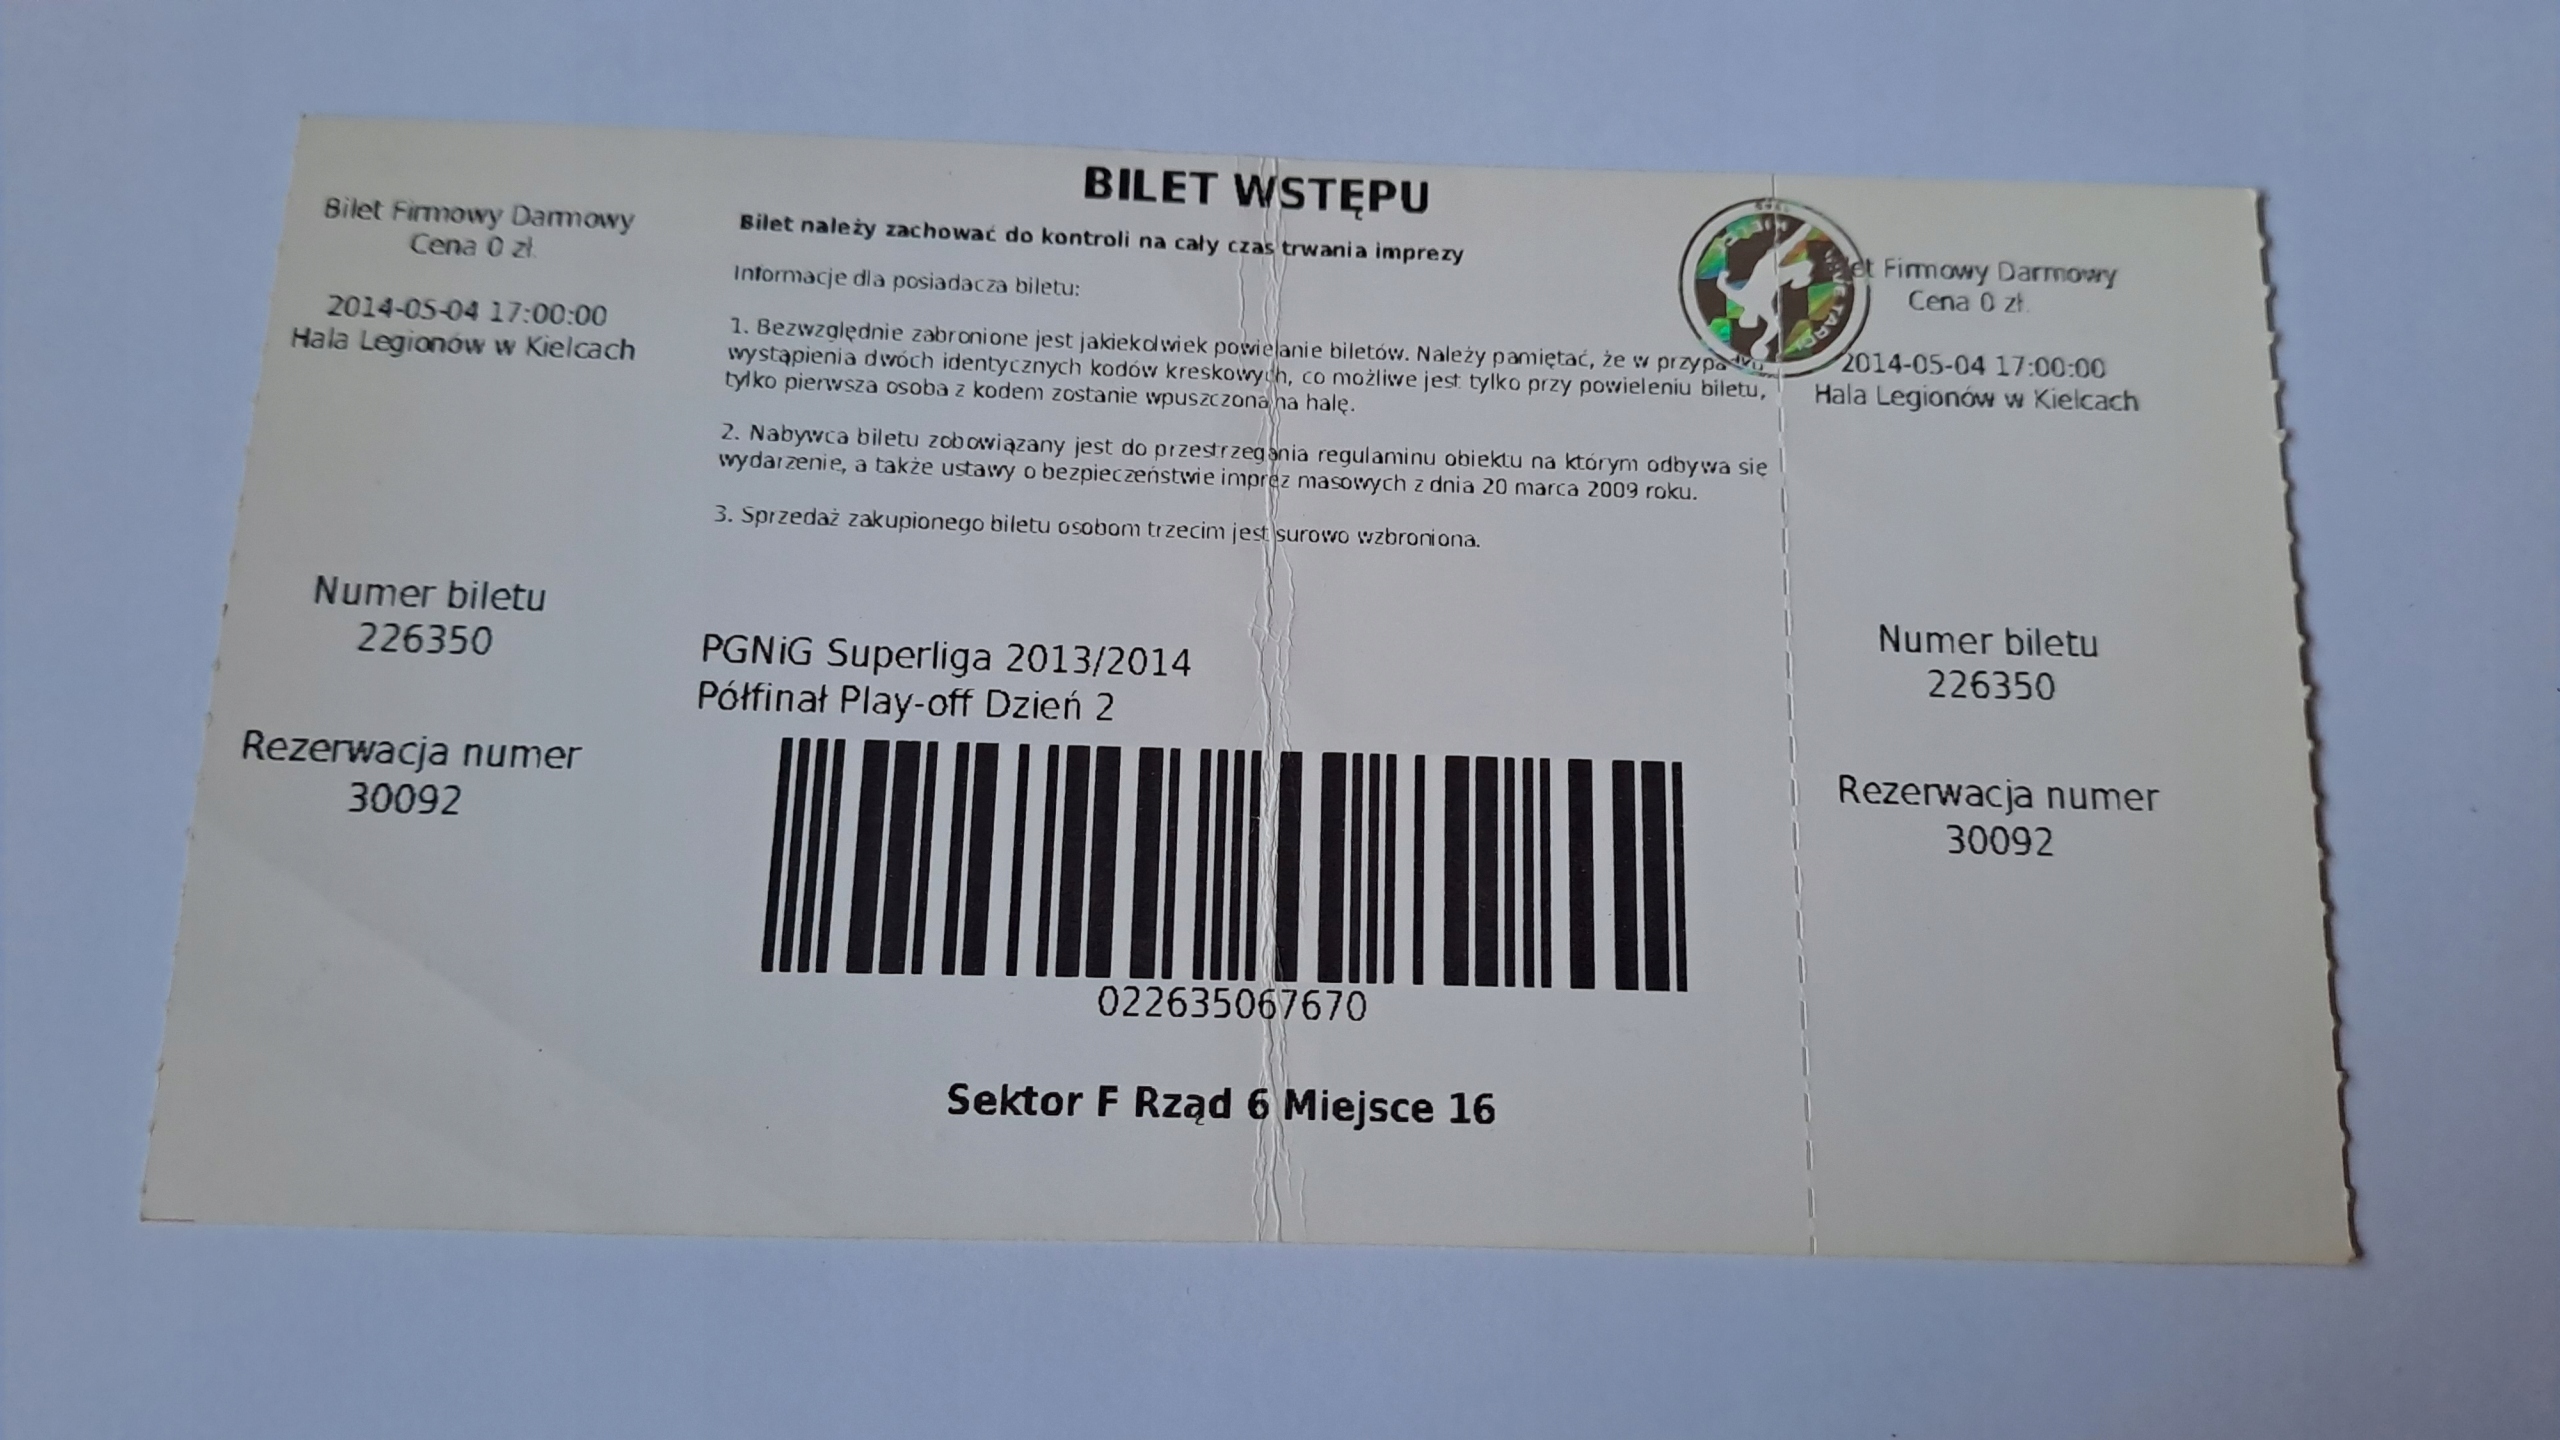 BILET WSTĘPU
Bilet Firmowy Darmowy
Cena 0 zł.
2014-05-04 17:00:00
Hala Legionów w Kielcach
Numer biletu
226350
Rezerwacja numer
30092
Bilet należy zachować do kontroli na cały czas trwania imprezy
Informacje dla posiadacza biletu:
1. Bezwzględnie zabronione jest jakiekolwiek powielanie biletów. Należy pamiętać, że w przypadku
wystąpienia dwóch identycznych kodów kreskowych, co możliwe jest tylko przy powieleniu biletu,
tylko pierwsza osoba z kodem zostanie wpuszczona na halę.
2. Nabywca biletu zobowiązany jest do przestrzegania regulaminu obiektu na którym odbywa się
wydarzenie, a także ustawy o bezpieczeństwie imprez masowych z dnia 20 marca 2009 roku.
3. Sprzedaż zakupionego biletu osobom trzecim jest surowo wzbroniona.
PGNiG Superliga 2013/2014
Półfinał Play-off Dzień 2
022635067670
Sektor F Rząd 6 Miejsce 16
Firmowy Darmowy
Cena 0 zł.
2014-05-04 17:00:00
Hala Legionów w Kielcach
Numer biletu
226350
Rezerwacja numer
30092